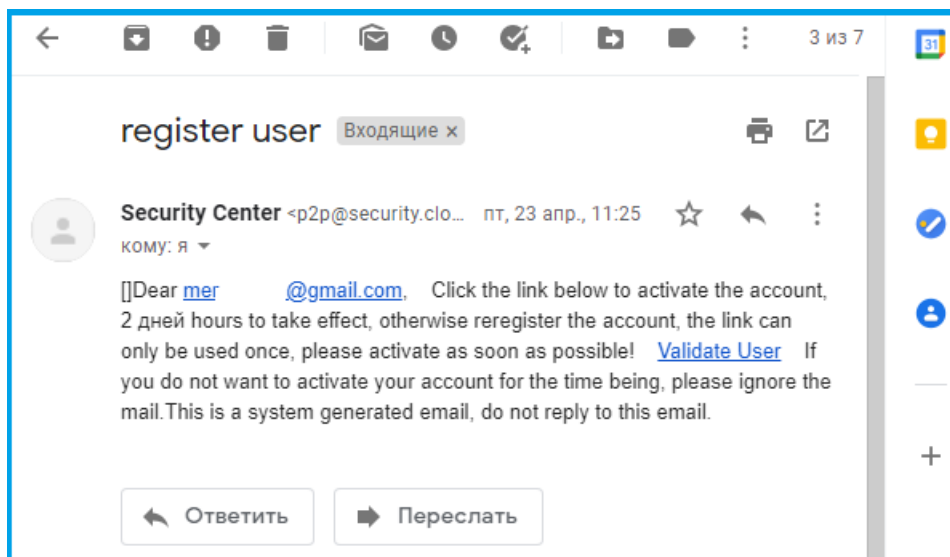 3 из 7
31
register user Входящие x
Security Center <p2p@security.clo... пт, 23 апр., 11:25
кому: я
[]Dear mer @gmail.com, Click the link below to activate the account,
2 дней hours to take effect, otherwise reregister the account, the link can
only be used once, please activate as soon as possible! Validate User If
you do not want to activate your account for the time being, please ignore the
mail.This is a system generated email, do not reply to this email.
Ответить Переслать